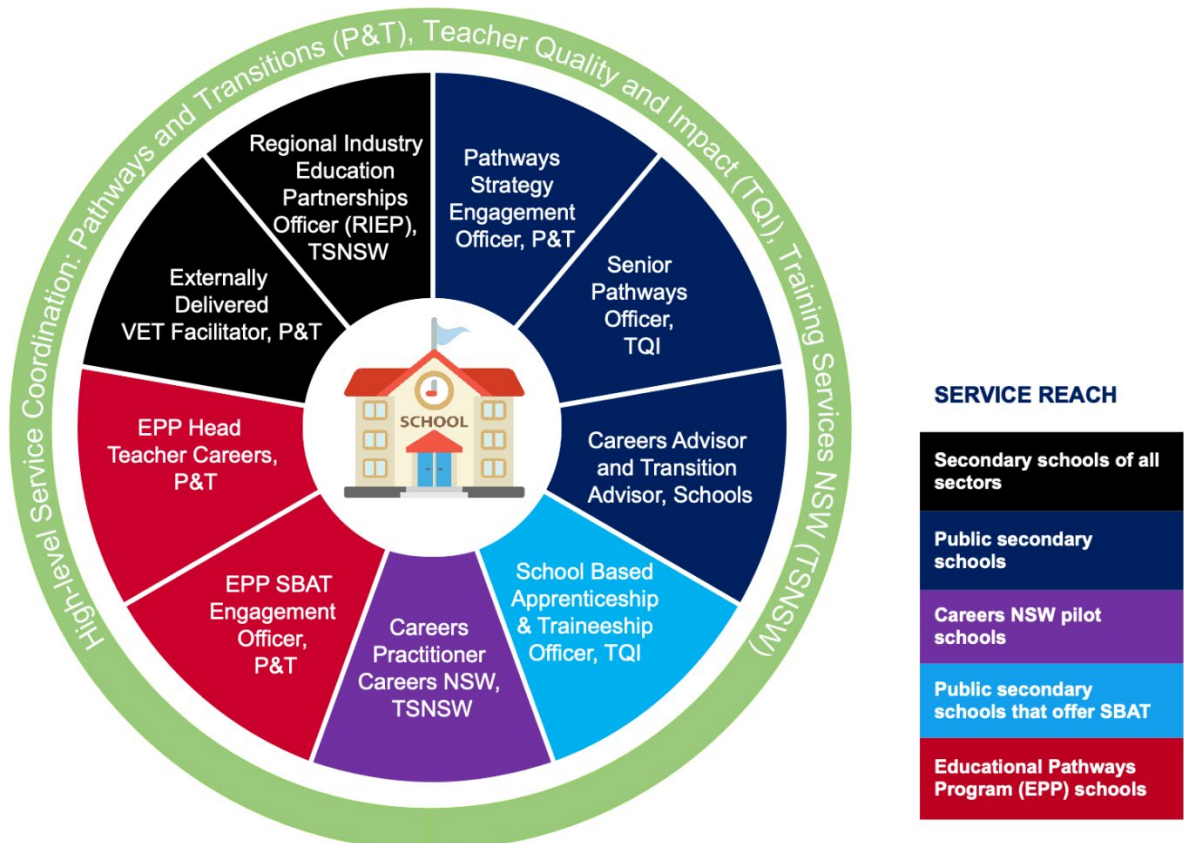 High-level Service Coordination: Pathways and Transitions (P&T), Teacher Quality and Impact (TQI), Training Services NSW (TSNSW)
Regional Industry
Education
Partnerships
Officer (RIEP),
TSNSW
Pathways
Strategy
Engagement
Officer, P&T
Senior
Pathways
Officer,
TQI
Careers Advisor
and Transition
Advisor, Schools
School Based
Apprenticeship
& Traineeship
Officer, TQI
Careers
Practitioner
Careers NSW,
TSNSW
EPP SBAT
Engagement
Officer,
P&T
EPP Head
Teacher Careers,
P&T
Externally
Delivered
VET Facilitator, P&T
SCHOOL
SERVICE REACH
Secondary schools of all
sectors
Public secondary
schools
Careers NSW pilot
schools
Public secondary
schools that offer SBAT
Educational Pathways
Program (EPP) schools